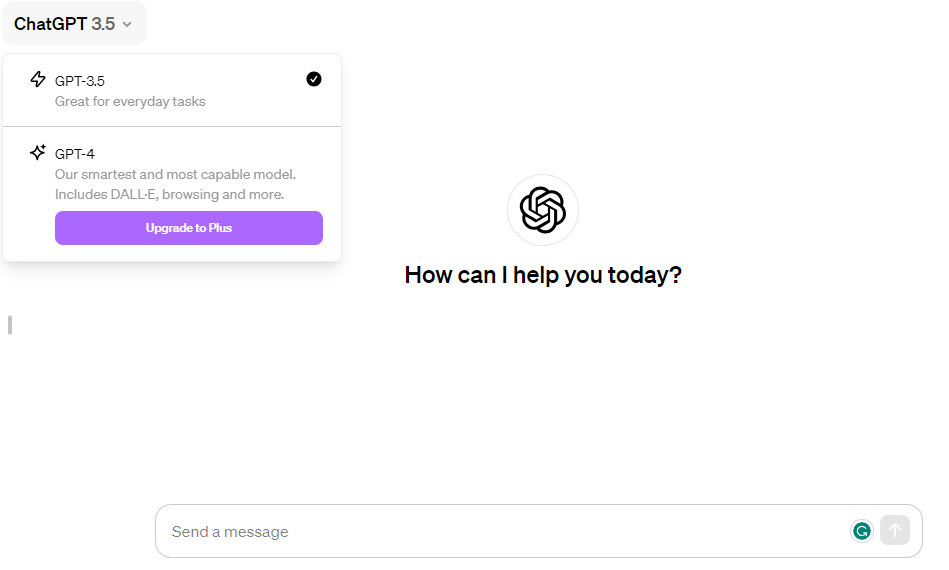 ChatGPT 3.5
GPT-3.5
Great for everyday tasks
GPT-4
Our smartest and most capable model.
Includes DALL·E, browsing and more.
Upgrade to Plus
How can I help you today?
Send a message